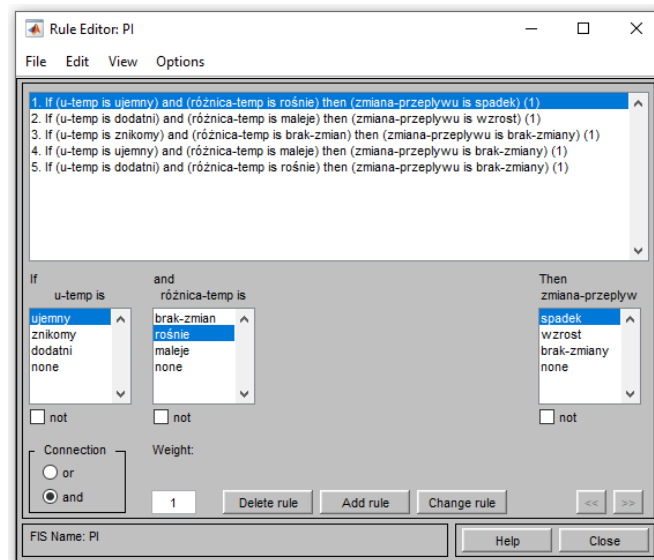 Rule Editor: PI
File Edit View Options
1. If (u-temp is ujemny) and (różnica-temp is rośnie) then (zmiana-przeplywu is spadek) (1)
2. If (u-temp is dodatni) and (różnica-temp is maleje) then (zmiana-przeplywu is wzrost) (1)
3. If (u-temp is znikomy) and (różnica-temp is brak-zmian) then (zmiana-przeplywu is brak-zmiany) (1)
4. If (u-temp is ujemny) and (różnica-temp is maleje) then (zmiana-przeplywu is brak-zmiany) (1)
5. If (u-temp is dodatni) and (różnica-temp is rośnie) then (zmiana-przeplywu is brak-zmiany) (1)
If and Then
u-temp is różnica-temp is zmiana-przeplyw
ujemny brak-zmian spadek
znikomy rośnie wzrost
dodatni maleje brak-zmiany
none none none
not not not
Connection Weight:
or
and 1 Delete rule Add rule Change rule << >>
FIS Name: PI Help Close